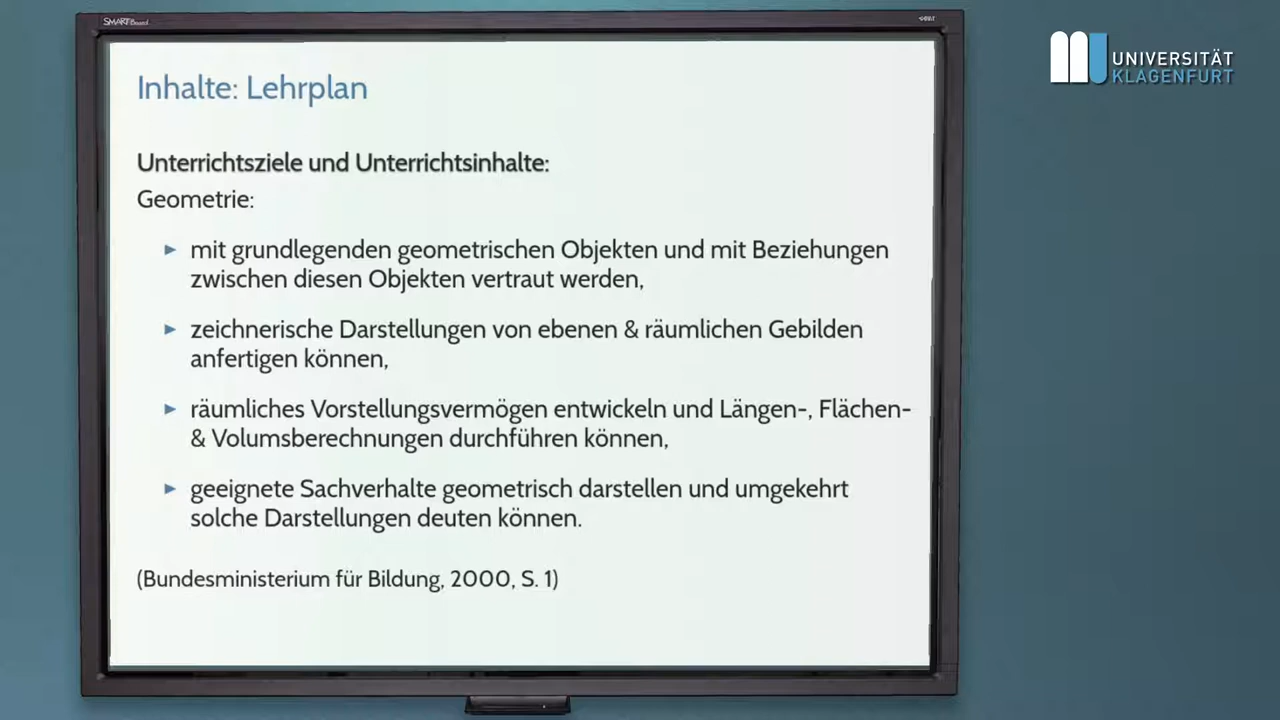 SMART Board
UNIVERSITÄT
KLAGENFURT
Inhalte: Lehrplan
Unterrichtsziele und Unterrichtsinhalte:
Geometrie:
mit grundlegenden geometrischen Objekten und mit Beziehungen
zwischen diesen Objekten vertraut werden,
zeichnerische Darstellungen von ebenen & räumlichen Gebilden
anfertigen können,
räumliches Vorstellungsvermögen entwickeln und Längen-, Flächen-
& Volumsberechnungen durchführen können,
geeignete Sachverhalte geometrisch darstellen und umgekehrt
solche Darstellungen deuten können.
(Bundesministerium für Bildung, 2000, S. 1)